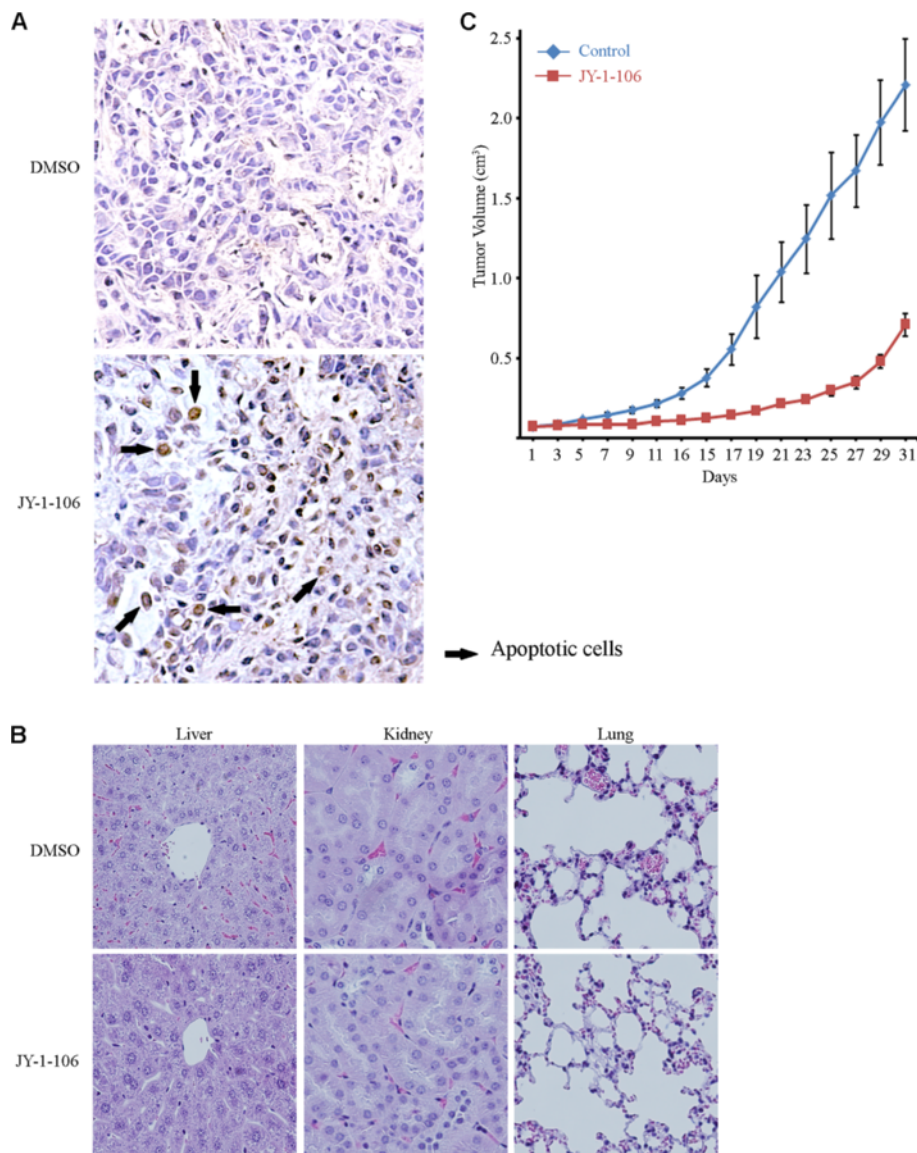 A
DMSO
JY-1-106
Apoptotic cells
C
Control
JY-1-106
Tumor Volume (cm³)
2.5
2.0
1.5
1.0
0.5
1 3 5 7 9 11 16 15 17 19 21 23 25 27 29 31
Days
B
Liver Kidney Lung
DMSO
JY-1-106